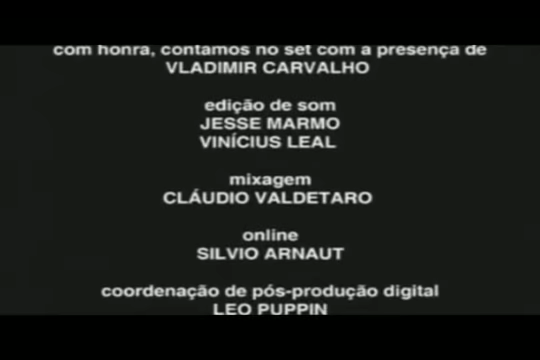 com honra, contamos no set com a presença de
VLADIMIR CARVALHO
edição de som
JESSE MARMO
VINÍCIUS LEAL
mixagem
CLÁUDIO VALDETARO
online
SILVIO ARNAUT
coordenação de pós-produção digital
LEO PUPPIN